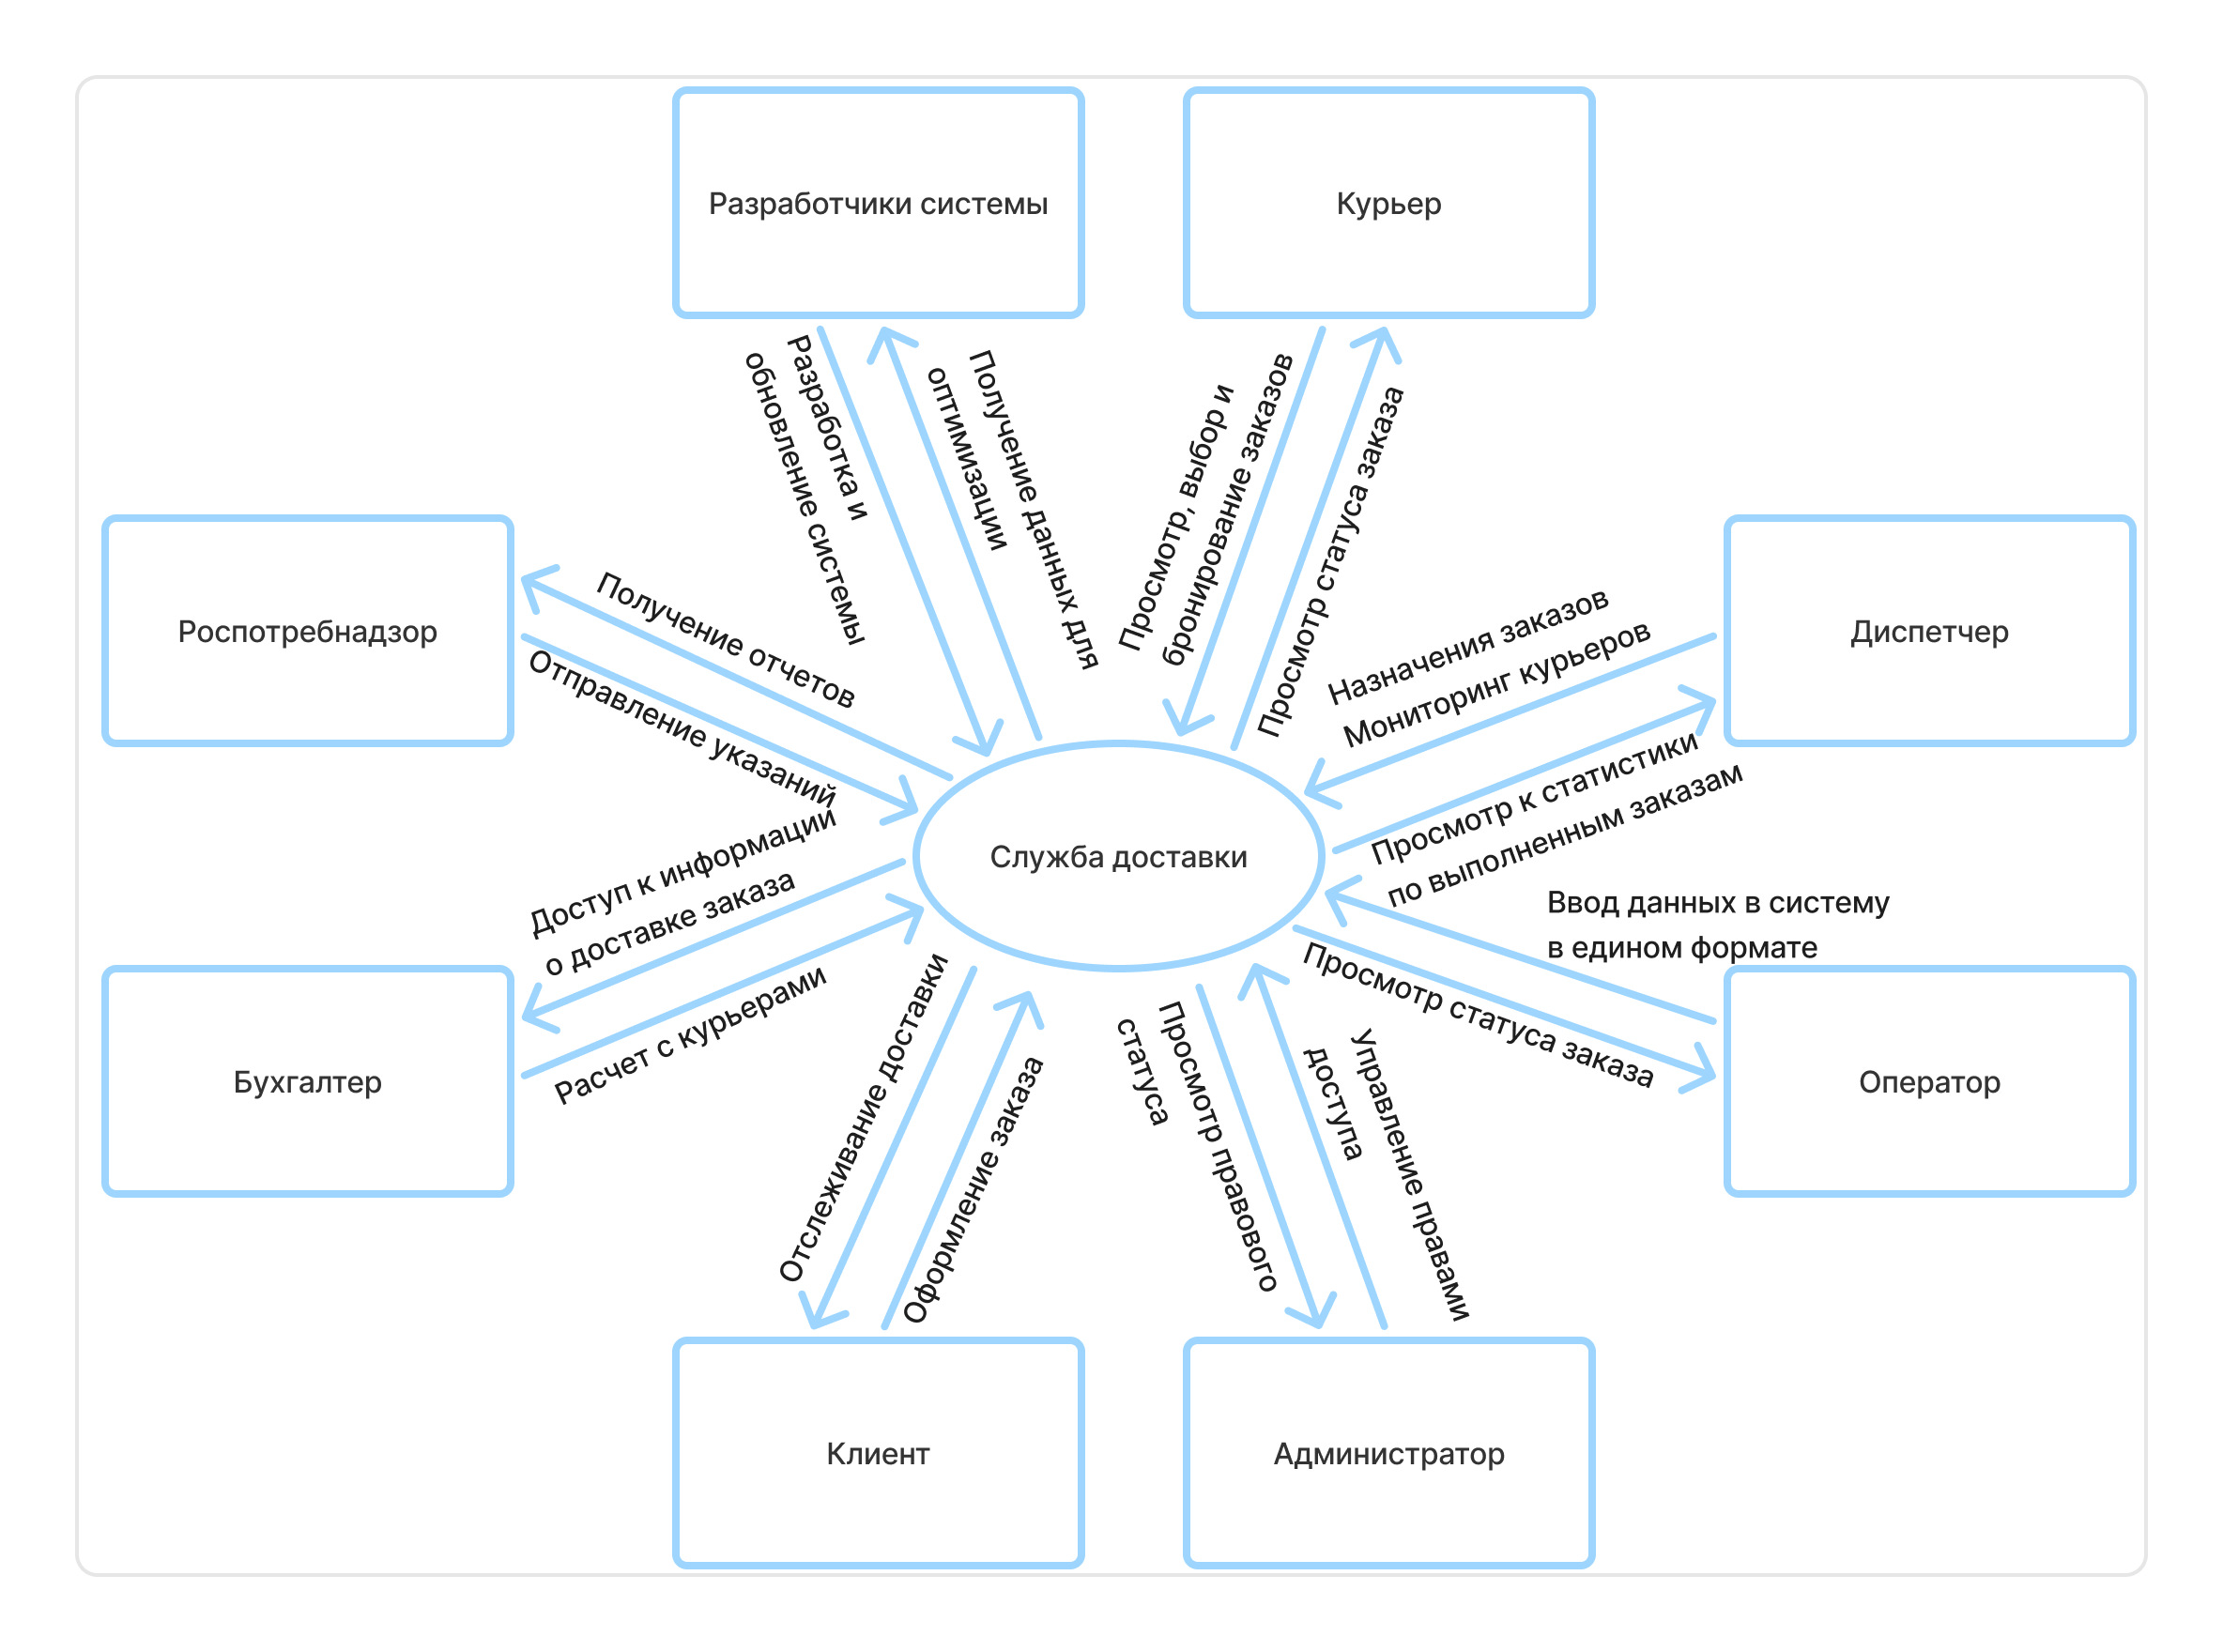 Разработчики системы
Курьер
Разработка и
обновление системы
Получение данных для
оптимизации
Просмотр, выбор и
бронирование заказов
Просмотр статуса заказа
Роспотребнадзор
Получение отчетов
Отправление указаний
Назначения заказов
Мониторинг курьеров
Диспетчер
Просмотр к статистики
по выполненным заказам
Служба доставки
Доступ к информации
о доставке заказа
Расчет с курьерами
Бухгалтер
Ввод данных в систему
в едином формате
Просмотр статуса заказа
Оператор
Отслеживание доставки
Оформление заказа
Просмотр правового
статуса
Управление правами
доступа
Клиент
Администратор